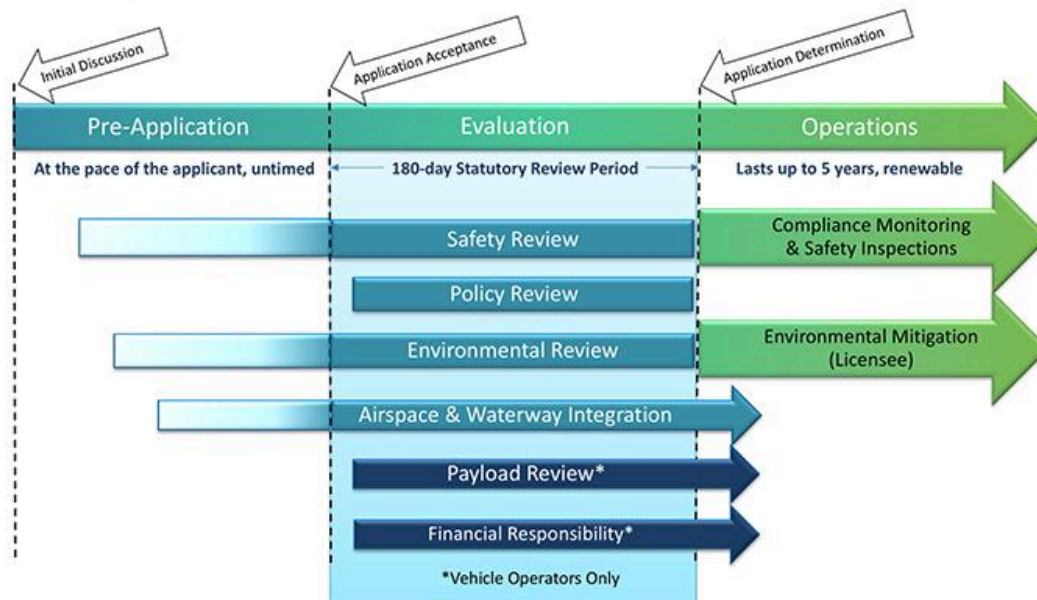 Initial Discussion
Application Acceptance
Application Determination
Pre-Application
Evaluation
Operations
At the pace of the applicant, untimed
180-day Statutory Review Period
Lasts up to 5 years, renewable
Safety Review
Compliance Monitoring
& Safety Inspections
Policy Review
Environmental Review
Environmental Mitigation
(Licensee)
Airspace & Waterway Integration
Payload Review*
Financial Responsibility*
*Vehicle Operators Only